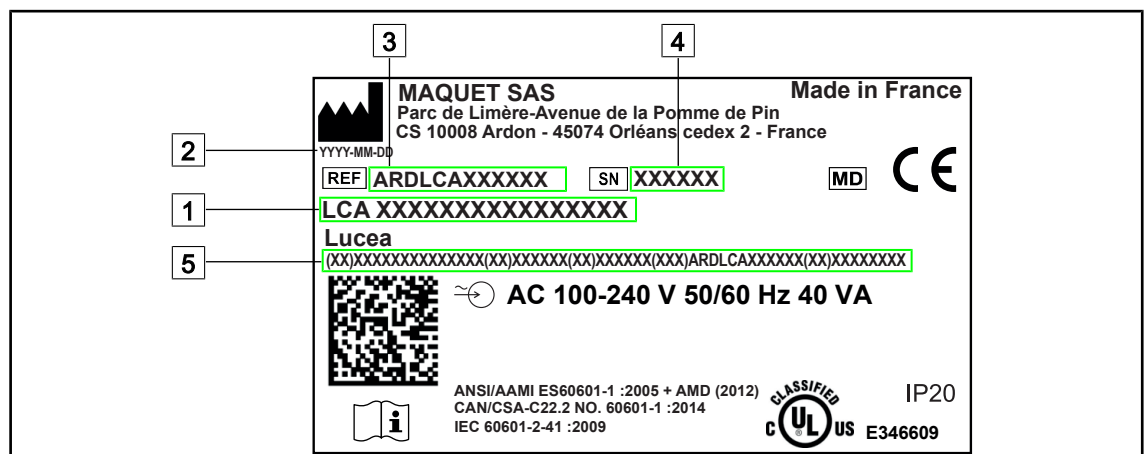 3 4
MAQUET SAS Made in France
Parc de Limère-Avenue de la Pomme de Pin
CS 10008 Ardon - 45074 Orléans cedex 2 - France
2 YYYY-MM-DD
REF ARDLCAXXXXXX SN XXXXXX MD CE
1 LCA XXXXXXXXXXXXXXXX
Lucea
5 (XX)XXXXXXXXXXXXXX(XX)XXXXXX(XX)XXXXXX(XXX)ARDLCAXXXXXX(XX)XXXXXXXX
AC 100-240 V 50/60 Hz 40 VA
ANSI/AAMI ES60601-1 :2005 + AMD (2012)
CAN/CSA-C22.2 NO. 60601-1 :2014
IEC 60601-2-41 :2009
i
CLASSIFIED
C UL ® US E346609
IP20